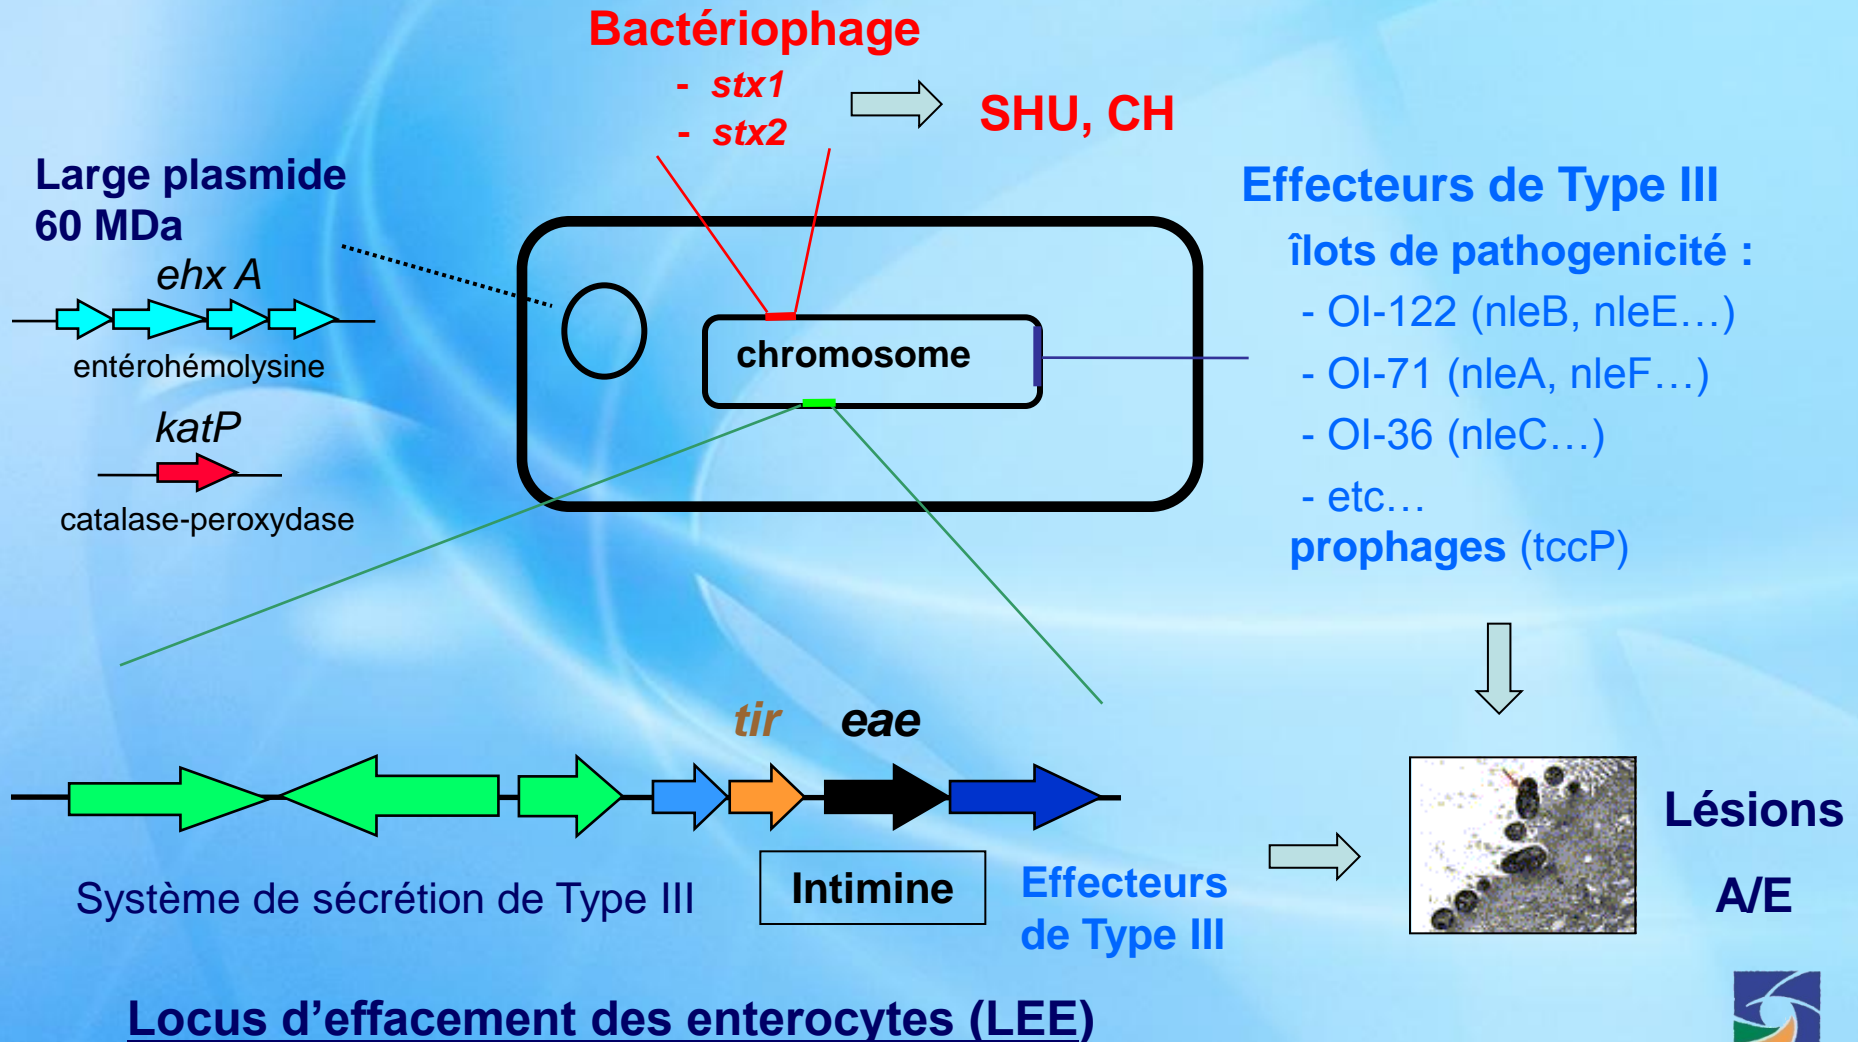 Bactériophage
- stx1
- stx2
SHU, CH
Large plasmide
60 MDa
ehx A
entérohémolysine
katP
catalase-peroxydase
chromosome
Effecteurs de Type III
îlots de pathogenicité :
- OI-122 (nleB, nleE…)
- OI-71 (nleA, nleF…)
- OI-36 (nleC…)
- etc…
prophages (tccP)
tir
eae
Système de sécrétion de Type III
Intimine
Effecteurs
de Type III
Lésions
A/E
Locus d’effacement des enterocytes (LEE)